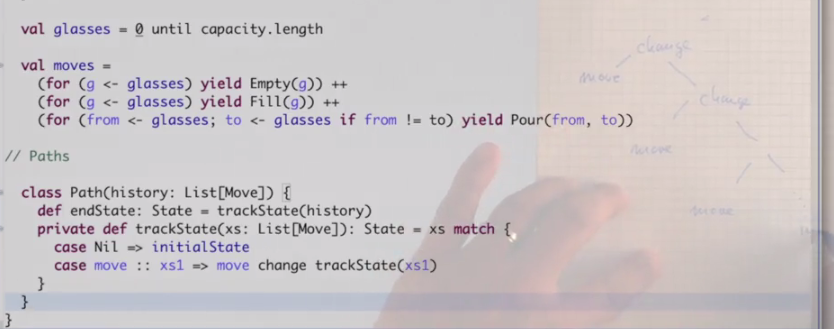 val glasses = 0 until capacity.length
val moves =
(for (g <- glasses) yield Empty(g)) ++
(for (g <- glasses) yield Fill(g)) ++
(for (from <- glasses; to <- glasses if from != to) yield Pour(from, to))
// Paths
class Path(history: List[Move]) {
def endState: State = trackState(history)
private def trackState(xs: List[Move]): State = xs match {
case Nil => initialState
case move :: xs1 => move change trackState(xs1)
}
}
}
change
move
change
move
move